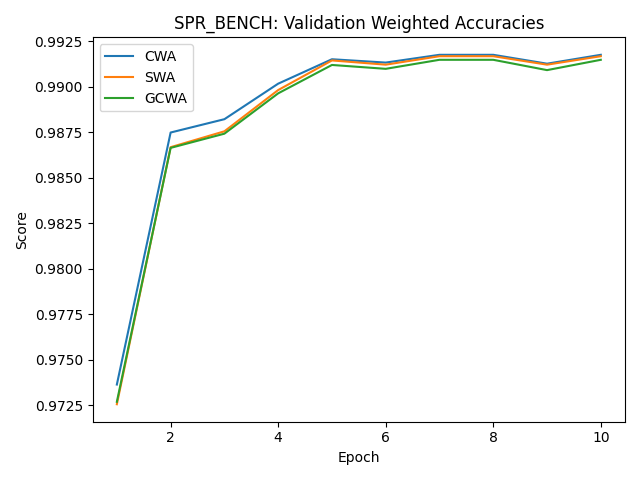 SPR_BENCH: Validation Weighted Accuracies
CWA
SWA
GCWA
0.9925
0.9900
0.9875
0.9850
0.9825
0.9800
0.9775
0.9750
0.9725
Score
2
4
6
8
10
Epoch